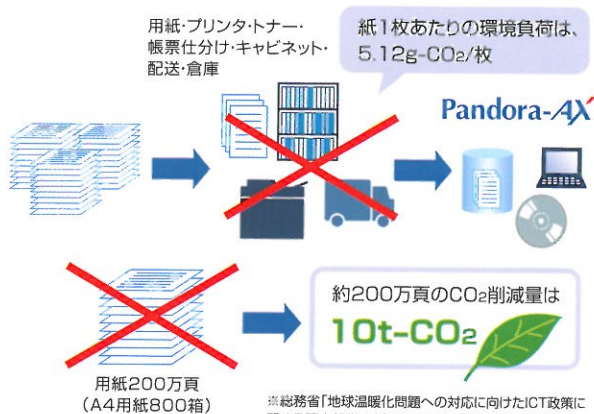 用紙・プリンタ・トナー・
帳票仕分け・キャビネット・
配送・倉庫
紙1枚あたりの環境負荷は、
5.12g-CO₂/枚
Pandora-AX
用紙200万頁
(A4用紙800箱)
約200万頁のCO₂削減量は
10t-CO₂
※総務省「地球温暖化問題への対応に向けたICT政策に